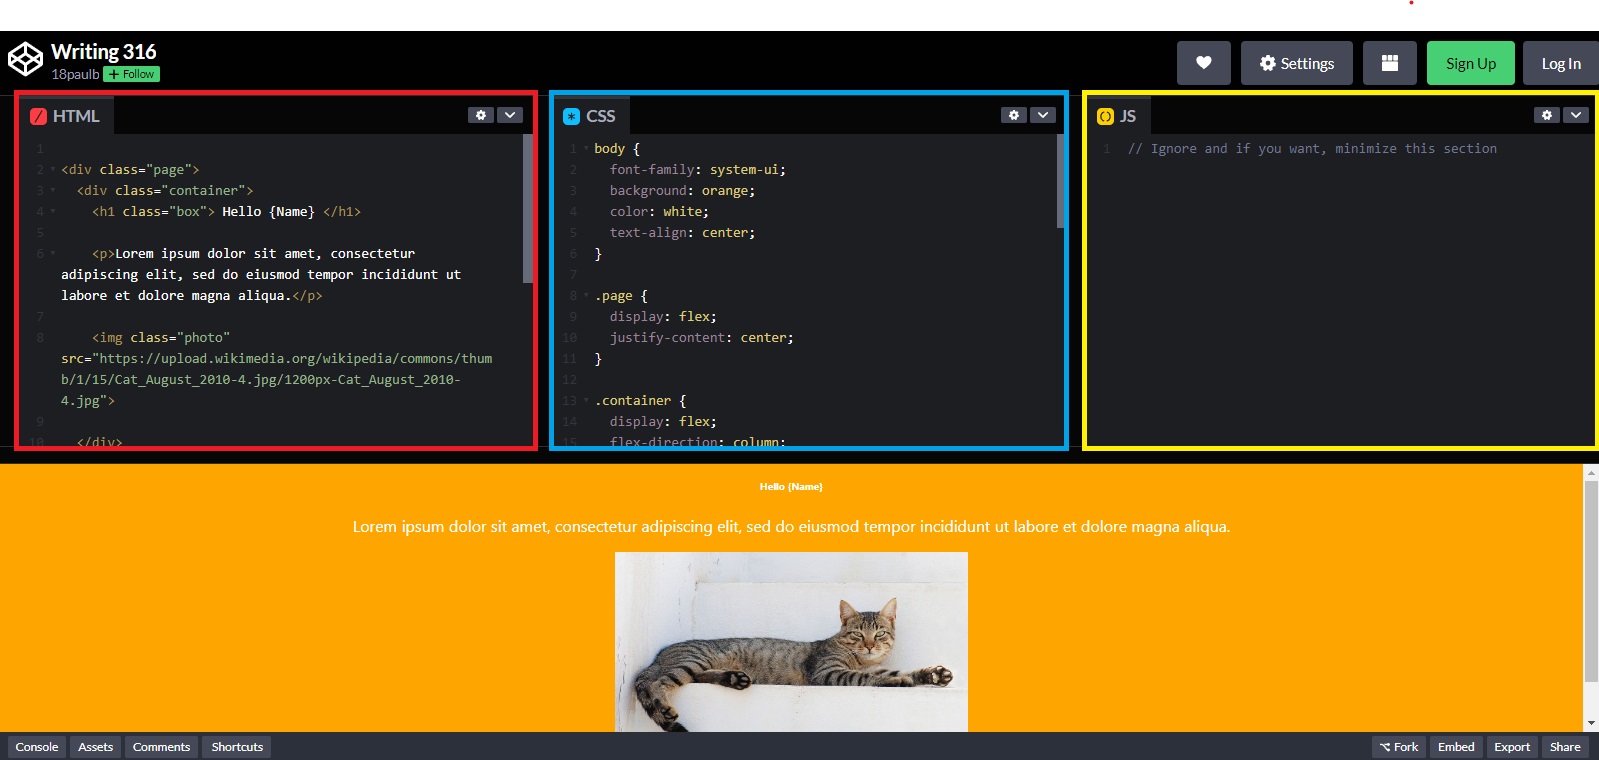 Writing 316
18paulb + Follow
Settings
Sign Up
Log In
HTML
1
2 <div class="page">
3 <div class="container">
4 <h1 class="box"> Hello {Name} </h1>
5
6 <p>Lorem ipsum dolor sit amet, consectetur
adipiscing elit, sed do eiusmod tempor incididunt ut
labore et dolore magna aliqua.</p>
7
8 <img class="photo"
src="https://upload.wikimedia.org/wikipedia/commons/thum
b/1/15/Cat_August_2010-4.jpg/1200px-Cat_August_2010-
4.jpg">
9
10 </div>
CSS
1 body {
2 font-family: system-ui;
3 background: orange;
4 color: white;
5 text-align: center;
6 }
7
8 .page {
9 display: flex;
10 justify-content: center;
11 }
12
13 .container {
14 display: flex;
15 flex-direction: column;
JS
1 // Ignore and if you want, minimize this section
Hello {Name}
Lorem ipsum dolor sit amet, consectetur adipiscing elit, sed do eiusmod tempor incididunt ut labore et dolore magna aliqua.
Console Assets Comments Shortcuts
Fork Embed Export Share